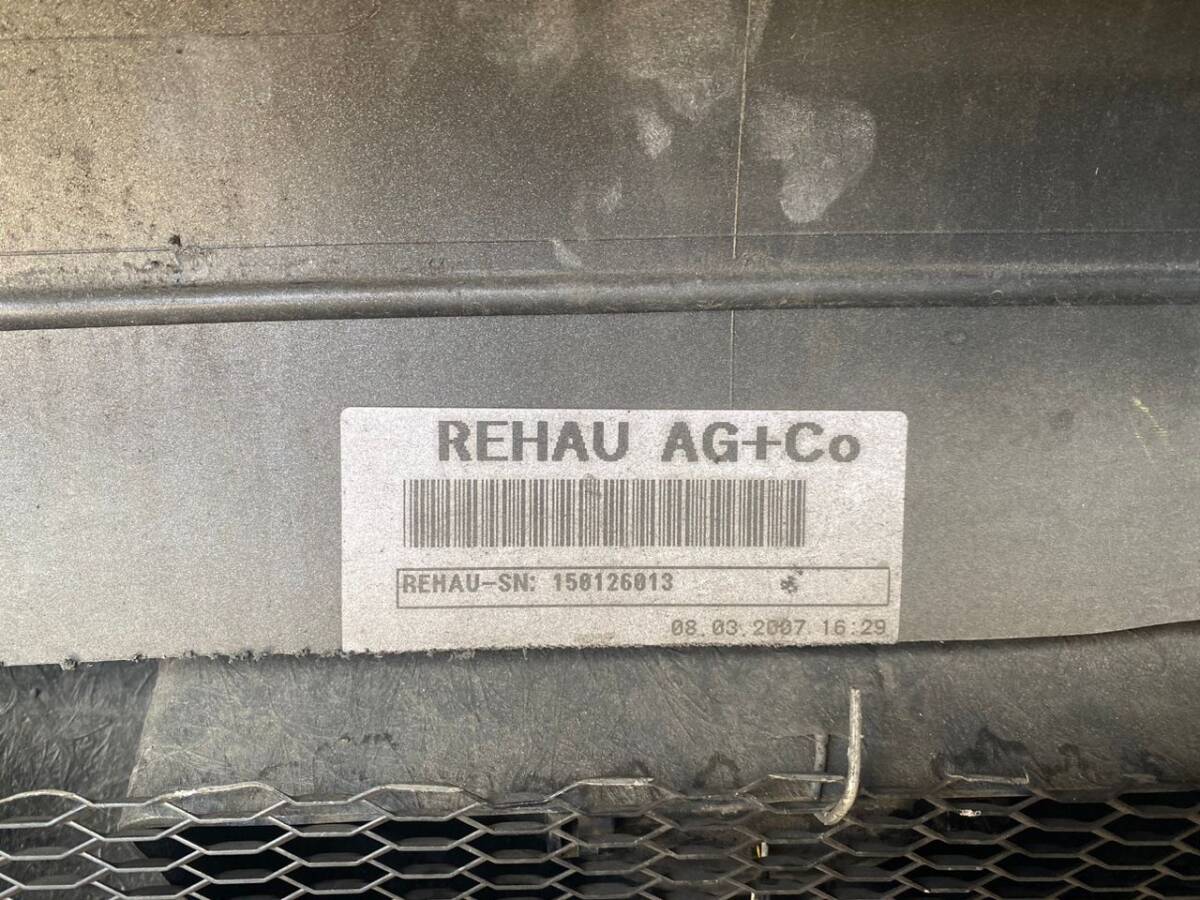 REHAU AG+Co
REHAU-SN: 150126013
08.03.2007 16:29